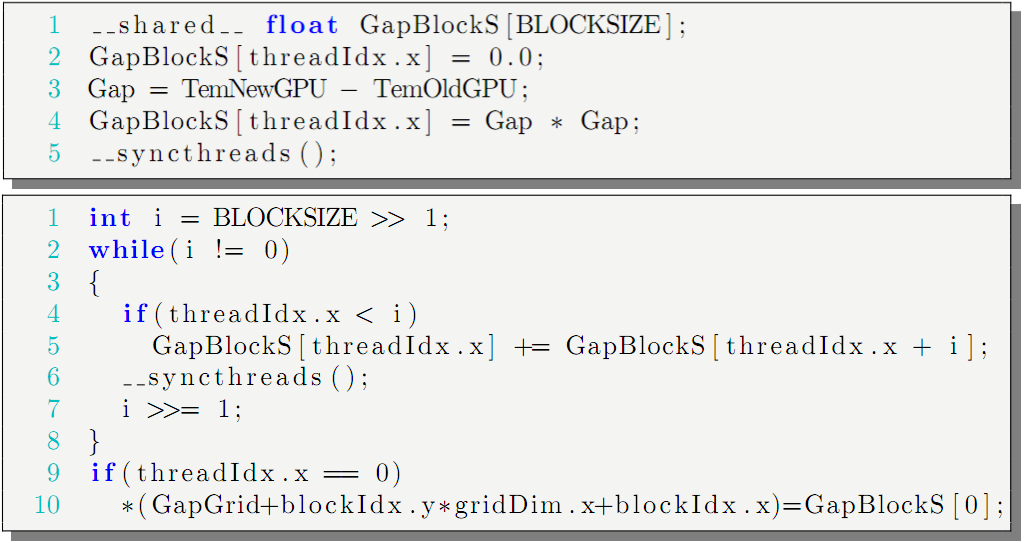 1 __shared__ float GapBlockS[BLOCKSIZE];
2 GapBlockS[threadIdx.x] = 0.0;
3 Gap = TemNewGPU − TemOldGPU;
4 GapBlockS[threadIdx.x] = Gap * Gap;
5 __syncthreads();
1 int i = BLOCKSIZE >> 1;
2 while(i != 0)
3 {
4 if(threadIdx.x < i)
5 GapBlockS[threadIdx.x] += GapBlockS[threadIdx.x + i];
6 __syncthreads();
7 i >>= 1;
8 }
9 if(threadIdx.x == 0)
10 *(GapGrid+blockIdx.y*gridDim.x+blockIdx.x)=GapBlockS[0];